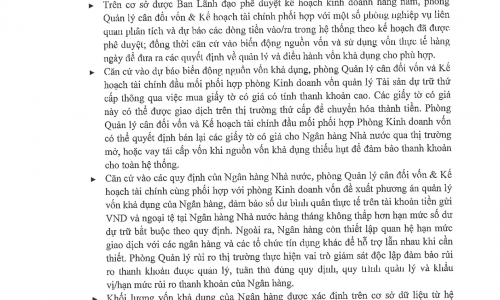 ► Trên cơ sở được Ban Lãnh đạo phê duyệt kế hoạch kinh doanh hàng năm, phòng
Quản lý cân đối vốn & Kế hoạch tài chính phối hợp với một số phòng nghiệp vụ liên
quan phân tích và dự báo các dòng tiền vào/ra trong hệ thống theo kế hoạch đã được
phê duyệt; đồng thời căn cứ vào biến động nguồn vốn và sử dụng vốn thực tế hàng
ngày để đưa ra các quyết định về quản lý và điều hành vốn khả dụng cho phù hợp.
► Căn cứ vào dự báo biến động nguồn vốn khả dụng, phòng Quản lý cân đối vốn và Kế
hoạch tài chính đầu mối phối hợp phòng Kinh doanh vốn quản lý Tài sản dự trữ thứ
cấp thông qua việc mua giấy tờ có giá có tính thanh khoản cao. Các giấy tờ có giá
này có thể được giao dịch trên thị trường thứ cấp để chuyển hóa thành tiền. Phòng
Quản lý cân đối vốn và Kế hoạch tài chính đầu mối phối hợp Phòng Kinh doanh vốn
có thể quyết định bán lại các giấy tờ có giá cho Ngân hàng Nhà nước qua thị trường
mở, hoặc vay tái cấp vốn khi nguồn vốn khả dụng thiếu hụt để đảm bảo thanh khoản
cho toàn hệ thống.
► Căn cứ vào các quy định của Ngân hàng Nhà nước, phòng Quản lý cân đối vốn & Kế
hoạch tài chính cùng phối hợp với phòng Kinh doanh vốn đề xuất phương án quản lý
vốn khả dụng của Ngân hàng, đảm bảo số dư bình quân thực tế trên tài khoản tiền gửi
VND và ngoại tệ tại Ngân hàng Nhà nước hàng tháng không thấp hơn hạn mức số dư
dự trữ bắt buộc theo quy định. Ngoài ra, Ngân hàng còn thiết lập quan hệ hạn mức
giao dịch với các ngân hàng và các tổ chức tín dụng khác để hỗ trợ lẫn nhau khi cần
thiết. Phòng Quản lý rủi ro thị trường thực hiện vai trò giám sát độc lập đảm bảo rủi
ro thanh khoản được quản lý, tuân thủ đúng quy định, quy trình quản lý và khẩu
vị/hạn mức rủi ro thanh khoản của Ngân hàng.
► Khối lượng vốn khả dụng của Ngân hàng được xác định trên cơ sở dữ liệu từ hệ